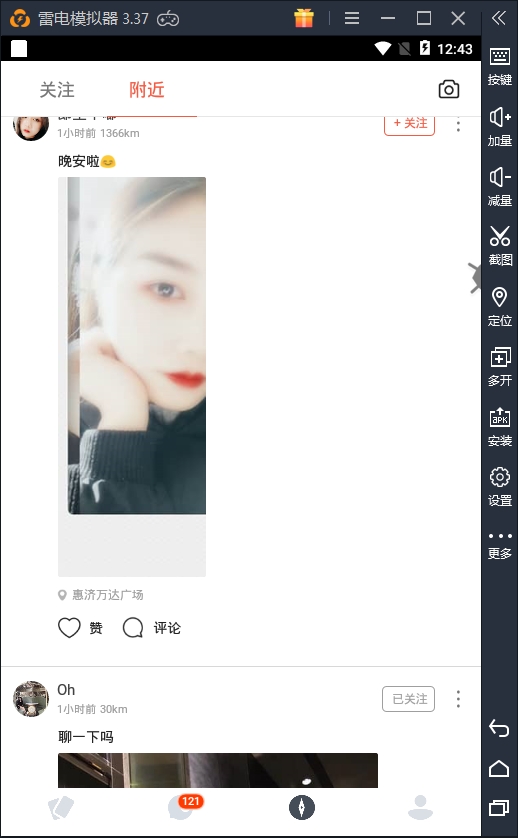 雷电模拟器 3.37
12:43
关注
附近
+ 关注
1小时前 1366km
晚安啦🤗
惠济万达广场
赞
评论
Oh
已关注
1小时前 30km
聊一下吗
121
按键
加量
减量
截图
定位
多开
APK
安装
设置
更多